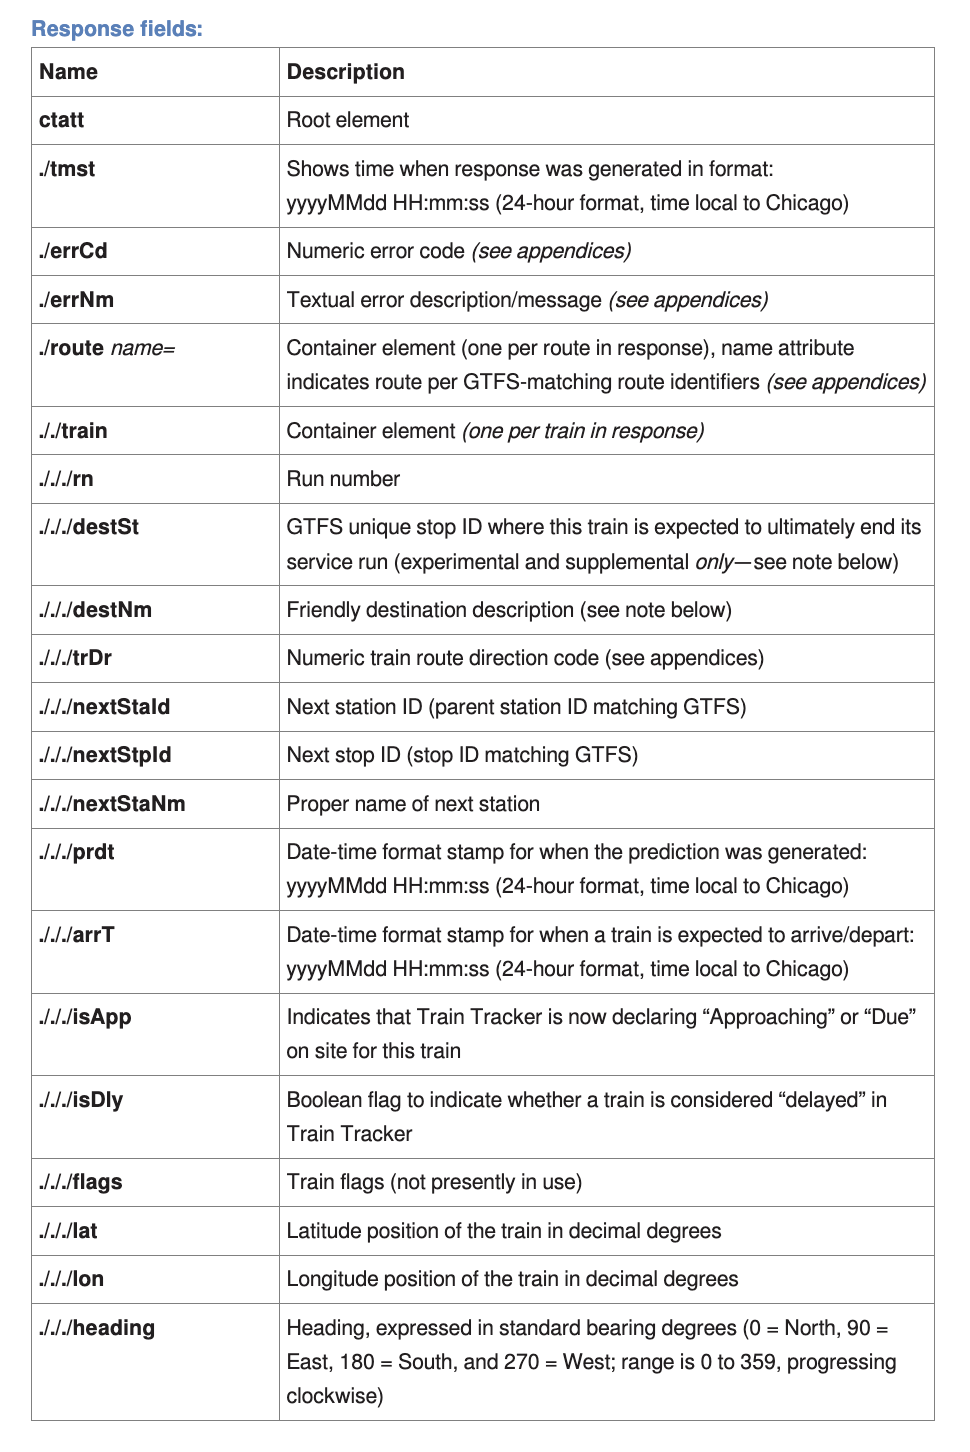 Response fields:
Name Description
ctatt Root element
./tmst Shows time when response was generated in format:
yyyyMMdd HH:mm:ss (24-hour format, time local to Chicago)
./errCd Numeric error code (see appendices)
./errNm Textual error description/message (see appendices)
./route name= Container element (one per route in response), name attribute
indicates route per GTFS-matching route identifiers (see appendices)
././train Container element (one per train in response)
./././rn Run number
./././destSt GTFS unique stop ID where this train is expected to ultimately end its
service run (experimental and supplemental only—see note below)
./././destNm Friendly destination description (see note below)
./././trDr Numeric train route direction code (see appendices)
./././nextStaId Next station ID (parent station ID matching GTFS)
./././nextStpId Next stop ID (stop ID matching GTFS)
./././nextStaNm Proper name of next station
./././prdt Date-time format stamp for when the prediction was generated:
yyyyMMdd HH:mm:ss (24-hour format, time local to Chicago)
./././arrT Date-time format stamp for when a train is expected to arrive/depart:
yyyyMMdd HH:mm:ss (24-hour format, time local to Chicago)
./././isApp Indicates that Train Tracker is now declaring “Approaching” or “Due”
on site for this train
./././isDly Boolean flag to indicate whether a train is considered “delayed” in
Train Tracker
./././flags Train flags (not presently in use)
./././lat Latitude position of the train in decimal degrees
./././lon Longitude position of the train in decimal degrees
./././heading Heading, expressed in standard bearing degrees (0 = North, 90 =
East, 180 = South, and 270 = West; range is 0 to 359, progressing
clockwise)